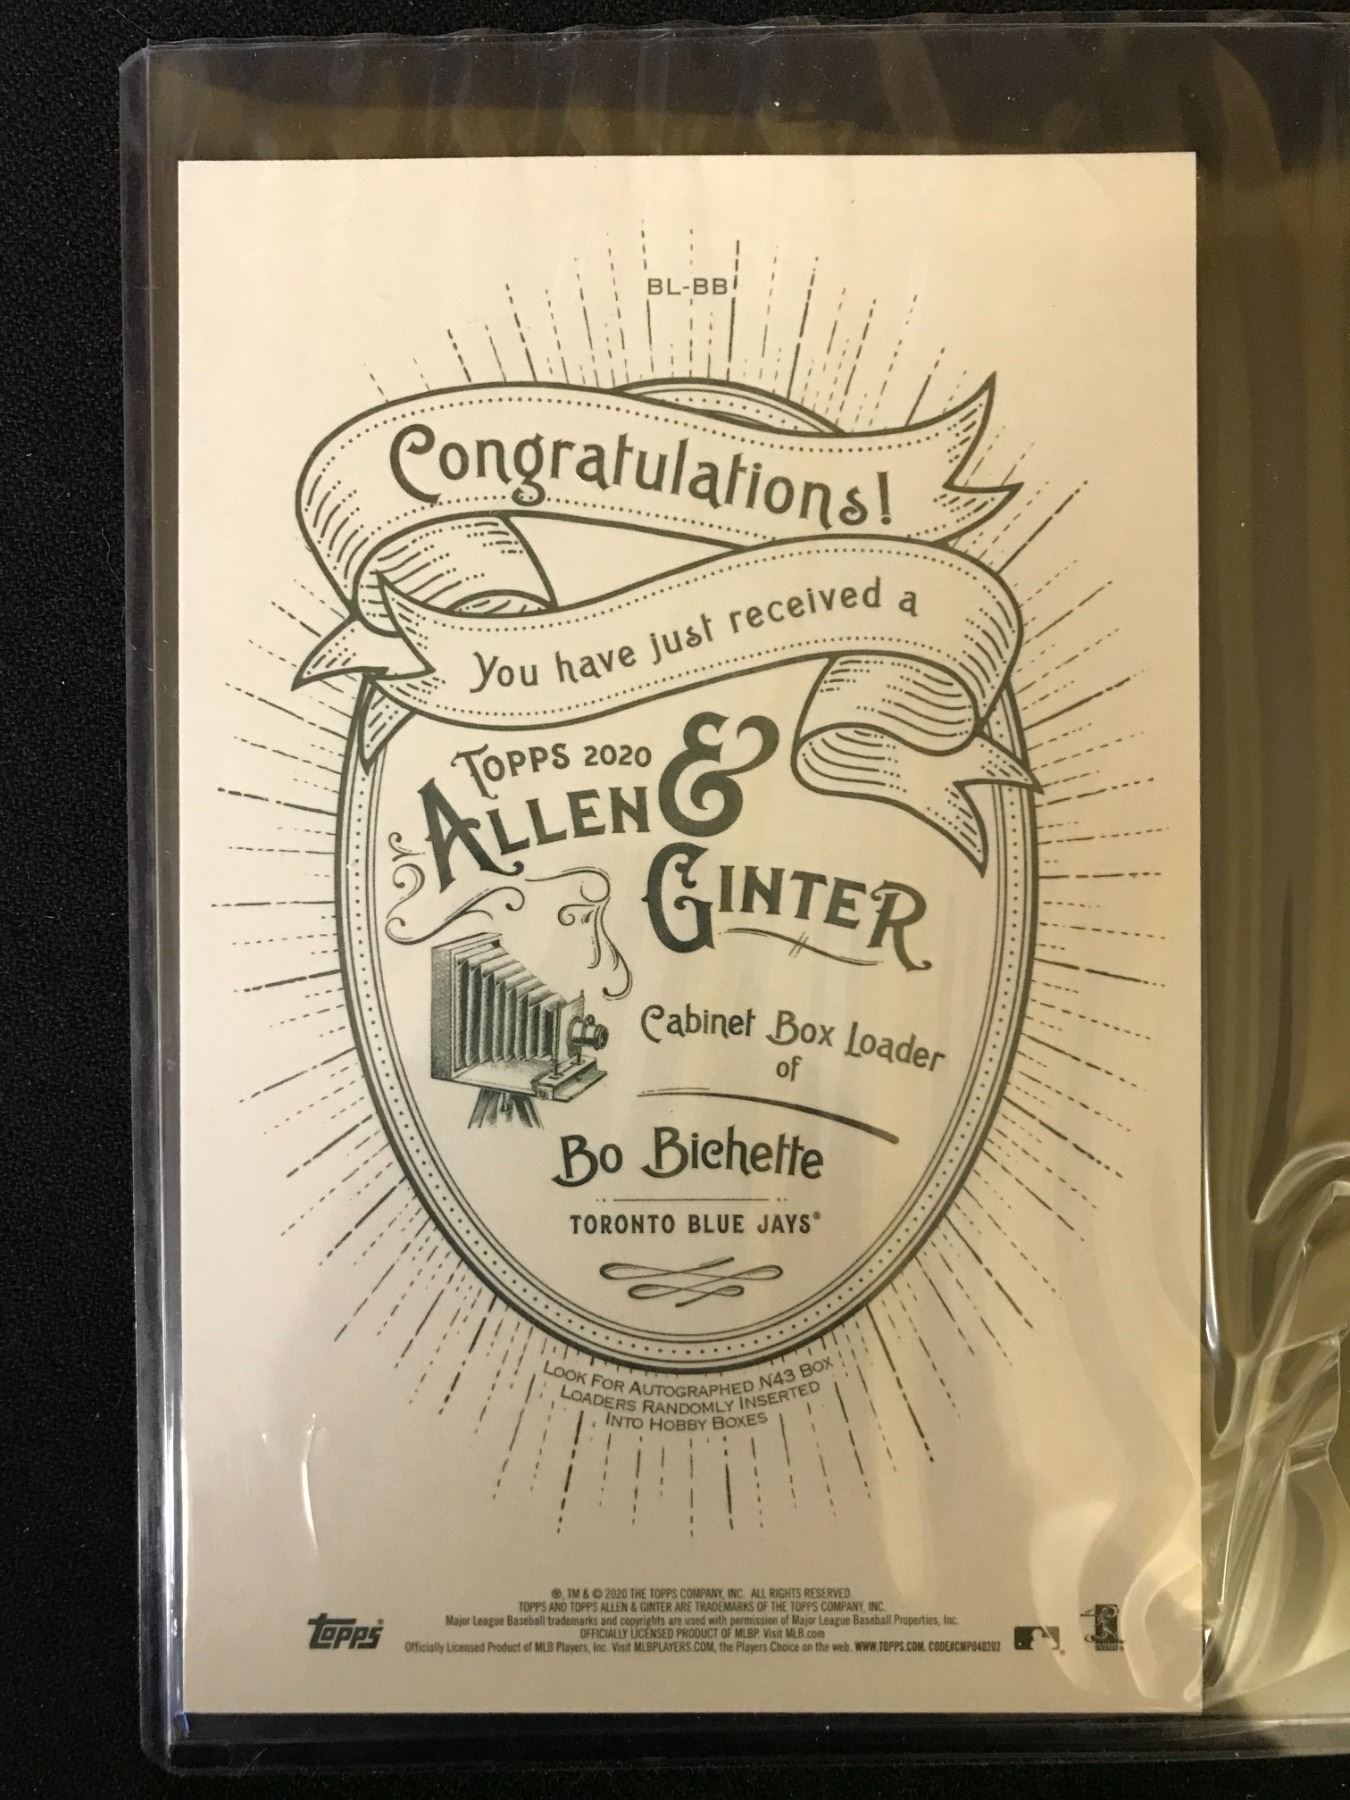 BL-BB
Congratulations!
You have just received a
TOPPS 2020
ALLEN &
GINTER
Cabinet Box Loader
of
Bo Bichette
TORONTO BLUE JAYS®
LOOK FOR AUTOGRAPHED N43 BOX
LOADERS RANDOMLY INSERTED
INTO HOBBY BOXES
®, TM & © 2020 THE TOPPS COMPANY, INC. ALL RIGHTS RESERVED.
TOPPS AND TOPPS ALLEN & GINTER ARE TRADEMARKS OF THE TOPPS COMPANY, INC.
Major League Baseball trademarks and copyrights are used with permission of Major League Baseball Properties, Inc.
OFFICIALLY LICENSED PRODUCT OF MLBP. Visit MLB.com
Officially Licensed Product of MLB Players, Inc. Visit MLBPLAYERS.COM, the Players Choice on the web. WWW.TOPPS.COM. CODE#CMP040202
topps®